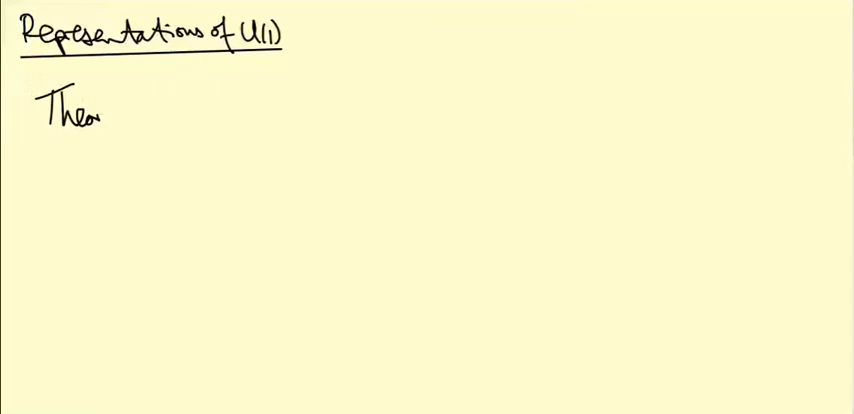 Representations of U(1)
Theo